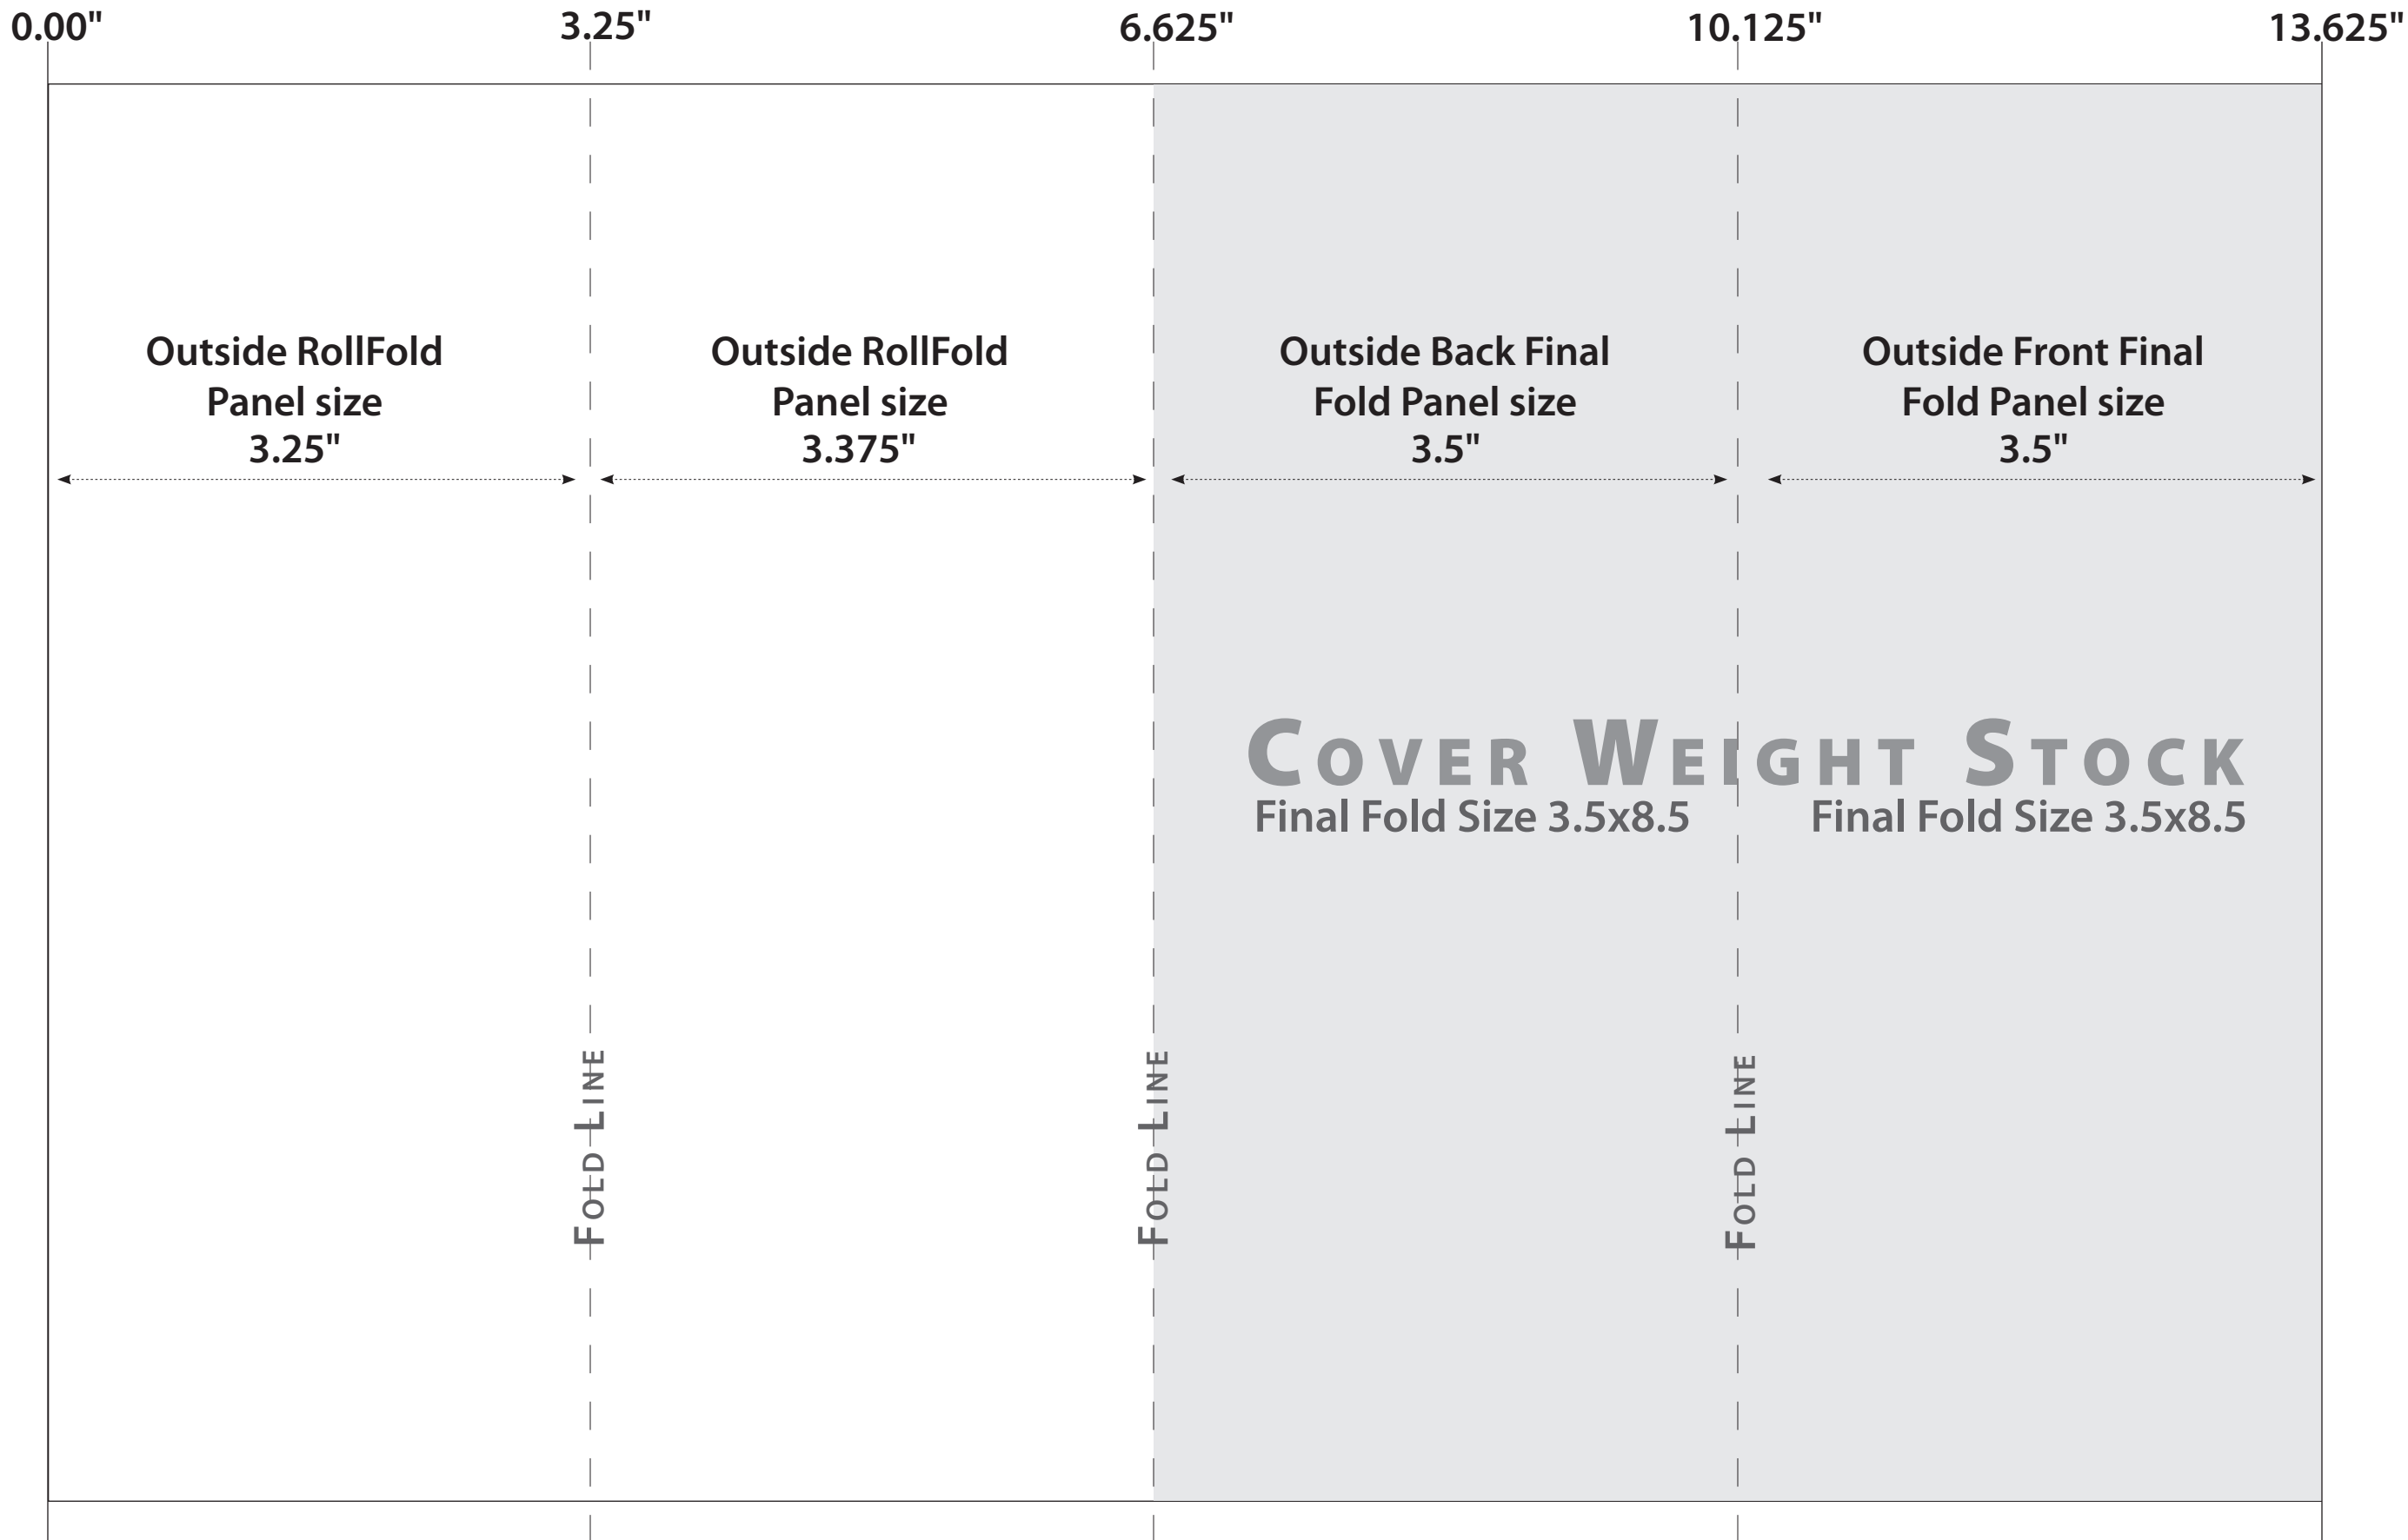 0.00"
3.25"
6.625"
10.125"
13.625"
Outside RollFold
Panel size
3.25"
Outside RollFold
Panel size
3.375"
Outside Back Final
Fold Panel size
3.5"
Outside Front Final
Fold Panel size
3.5"
COVER WEIGHT STOCK
Final Fold Size 3.5x8.5
Final Fold Size 3.5x8.5
FOLD LINE
FOLD LINE
FOLD LINE